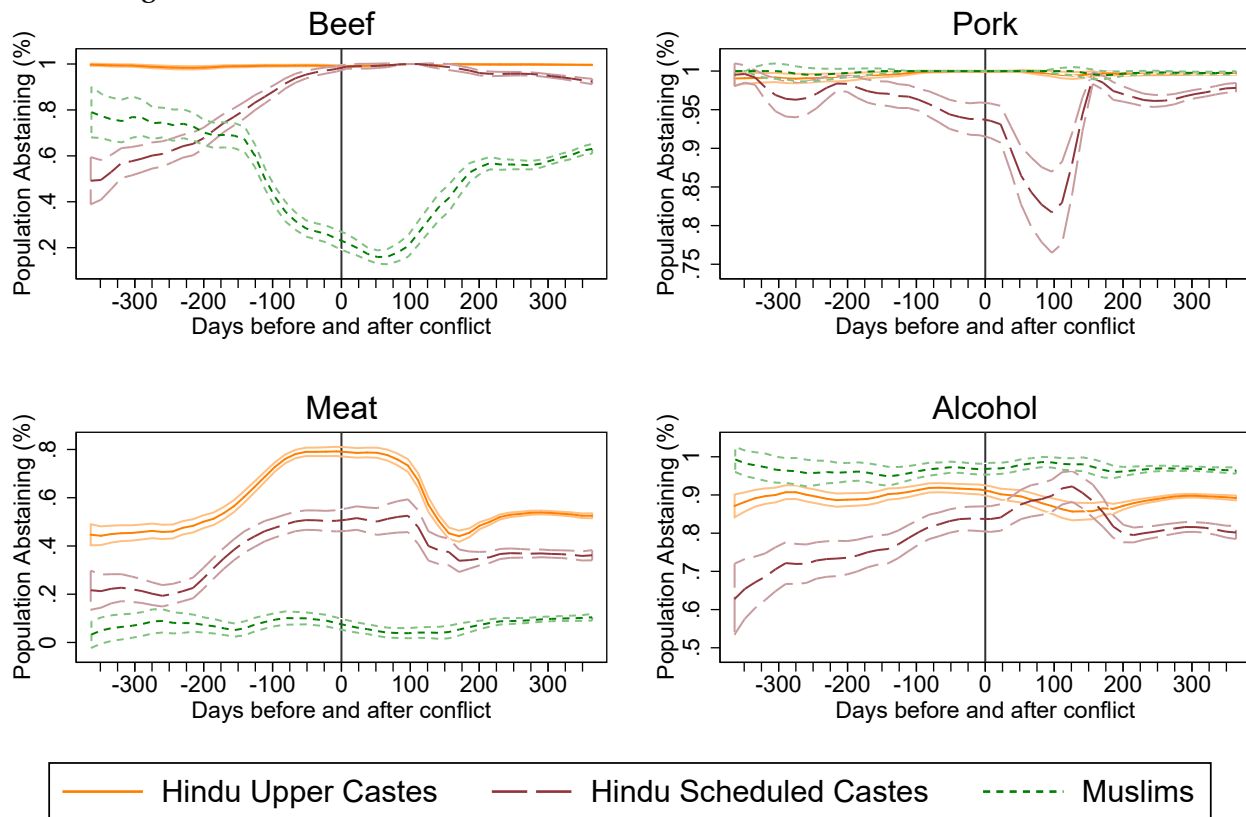 Beef
Population Abstaining (%)
.2 .4 .6 .8 1
-300 -200 -100 0 100 200 300
Days before and after conflict
Pork
Population Abstaining (%)
.75 .8 .85 .9 .95 1
-300 -200 -100 0 100 200 300
Days before and after conflict
Meat
Population Abstaining (%)
0 .2 .4 .6 .8
-300 -200 -100 0 100 200 300
Days before and after conflict
Alcohol
Population Abstaining (%)
.5 .6 .7 .8 .9 1
-300 -200 -100 0 100 200 300
Days before and after conflict
Hindu Upper Castes Hindu Scheduled Castes Muslims